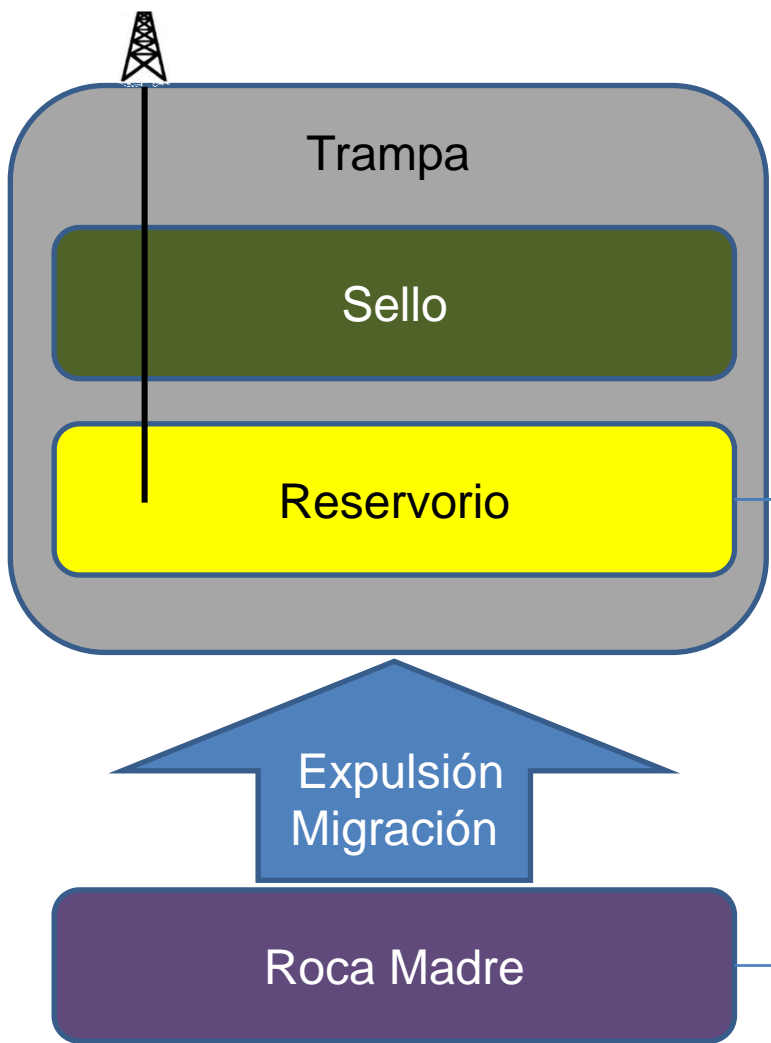 Trampa
Sello
Reservorio
Expulsión
Migración
Roca Madre